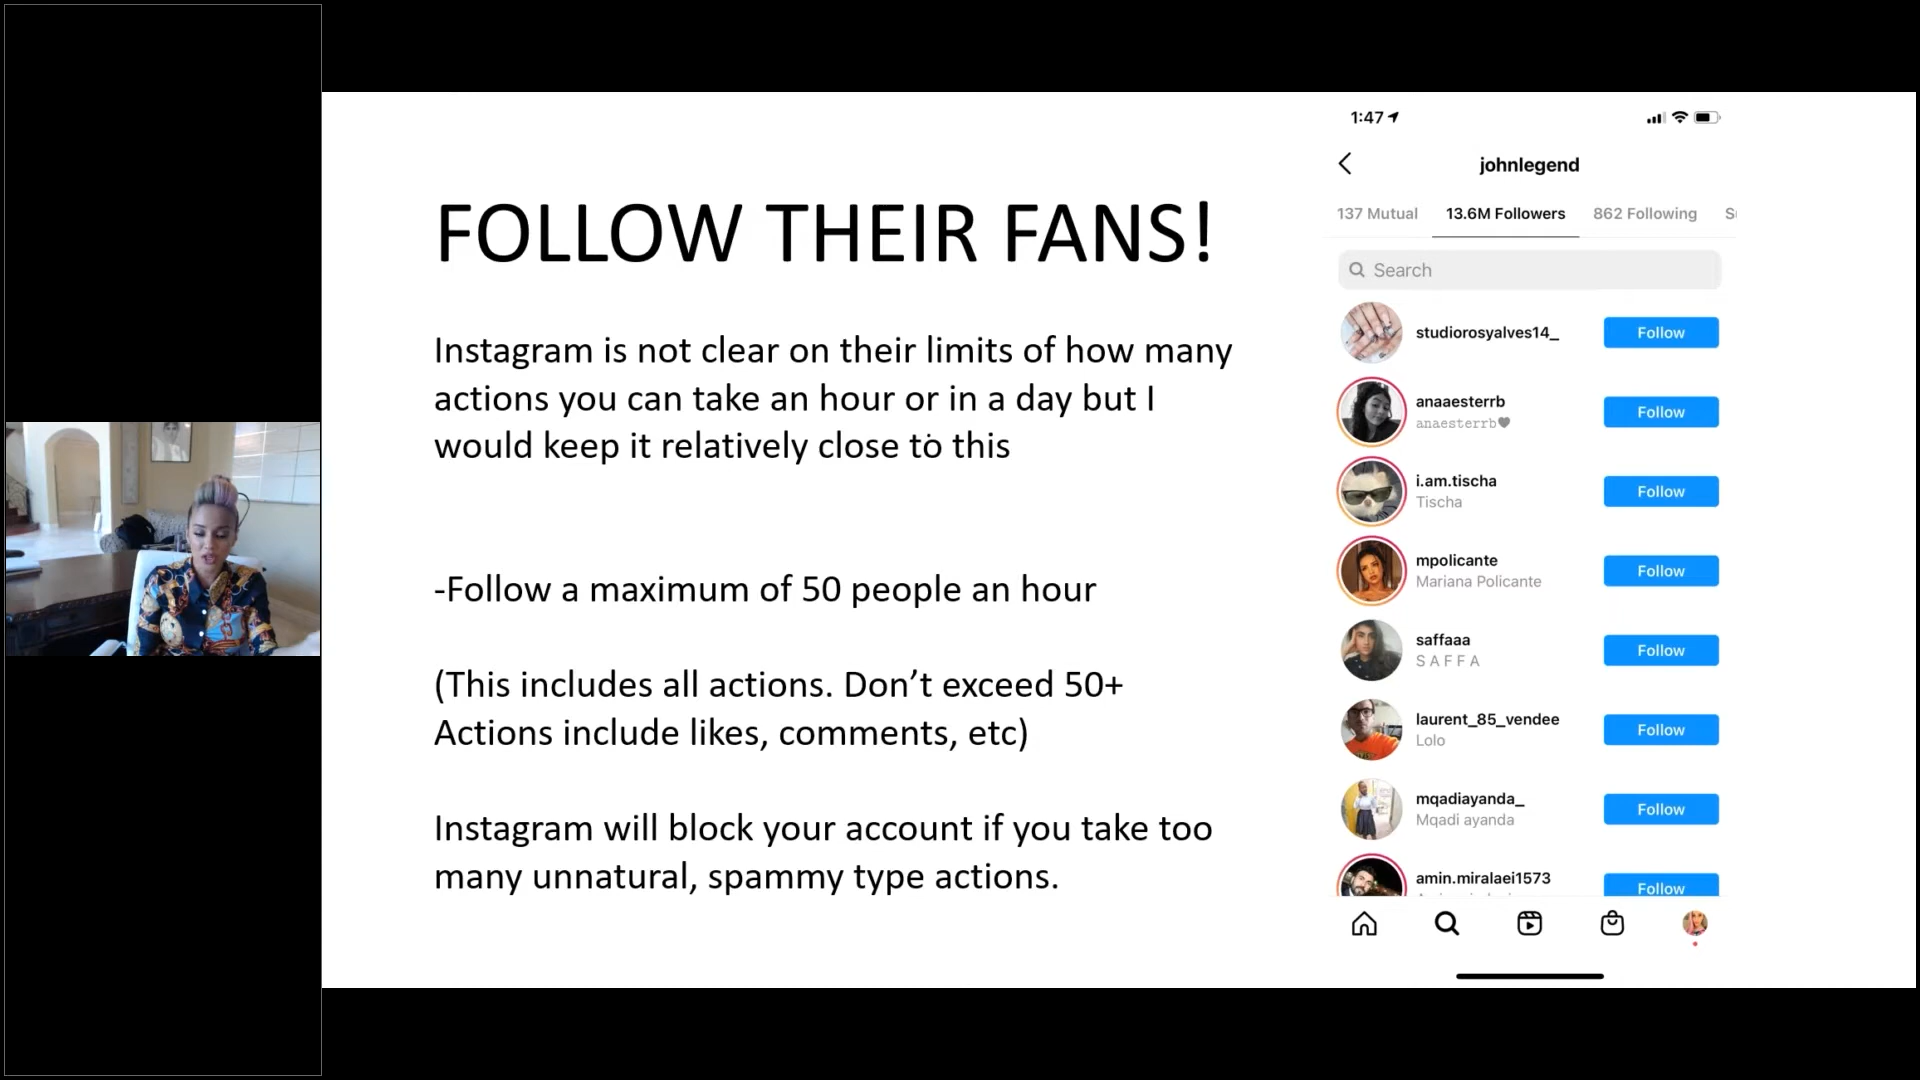 FOLLOW THEIR FANS!
Instagram is not clear on their limits of how many
actions you can take an hour or in a day but I
would keep it relatively close to this
-Follow a maximum of 50 people an hour
(This includes all actions. Don’t exceed 50+
Actions include likes, comments, etc)
Instagram will block your account if you take too
many unnatural, spammy type actions.
1:47
johnlegend
137 Mutual 13.6M Followers 862 Following
Search
studiorosyalves14_ Follow
anaaesterrb Follow
anaesterrb🖤
i.am.tischa Follow
Tischa
mpolicante Follow
Mariana Policante
saffaaa Follow
S A F F A
laurent_85_vendee Follow
Lolo
mqadiayanda_ Follow
Mqadi ayanda
amin.miralaei1573 Follow